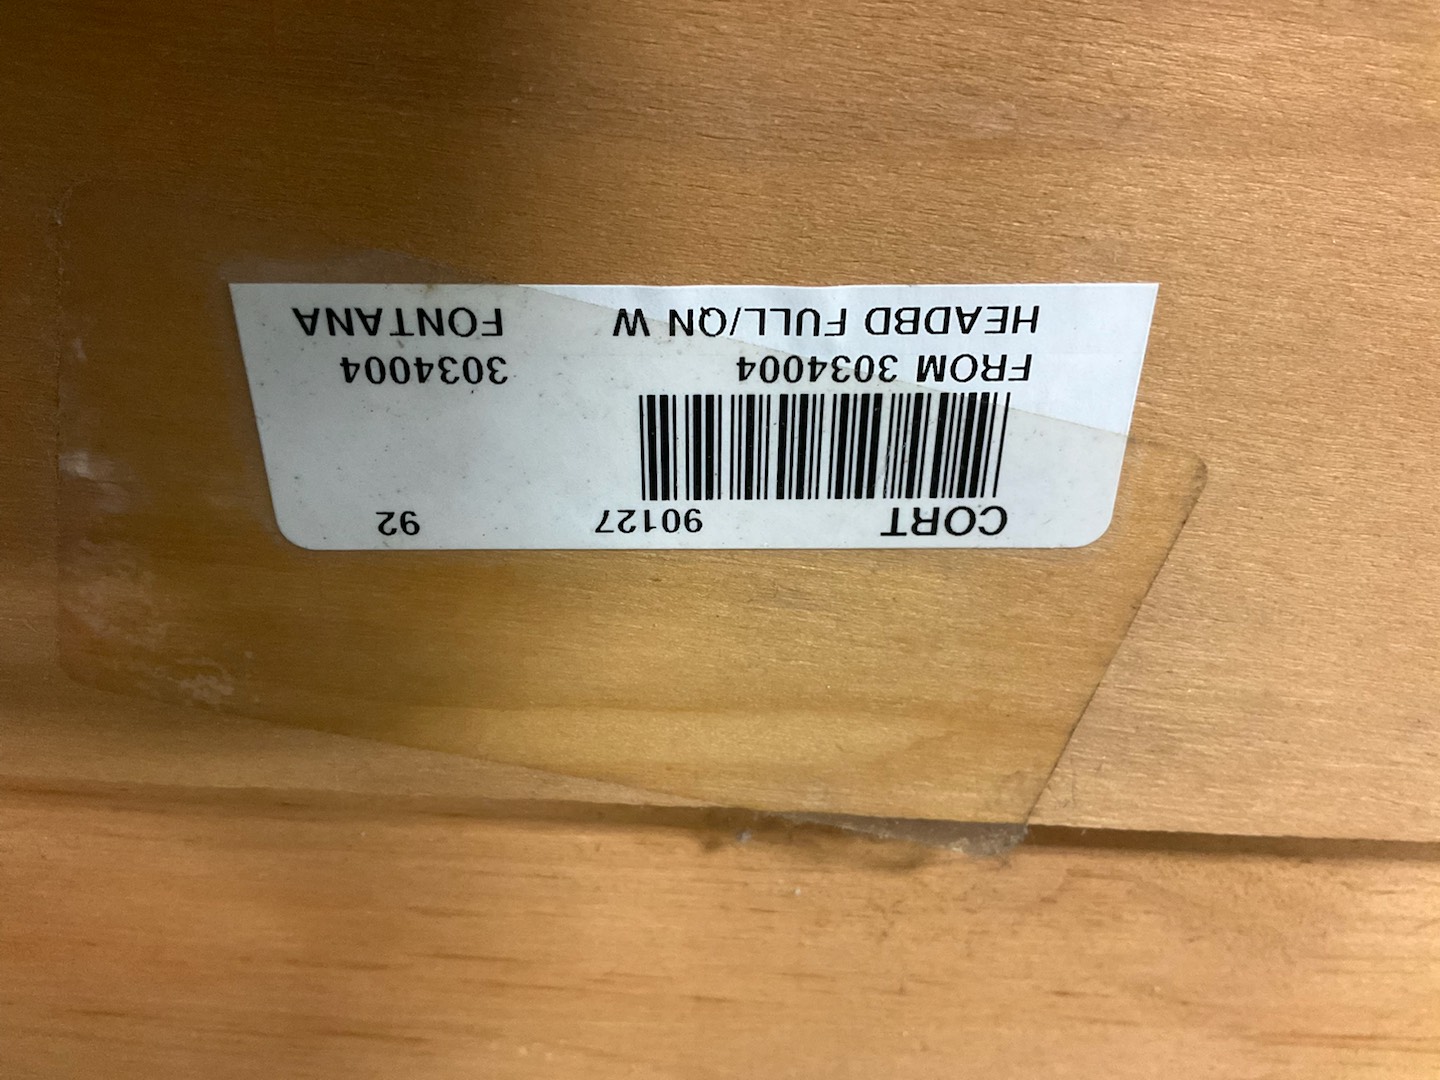 CORT 90127 92
FROM 3034004 3034004
HEADBD FULL/QN W FONTANA